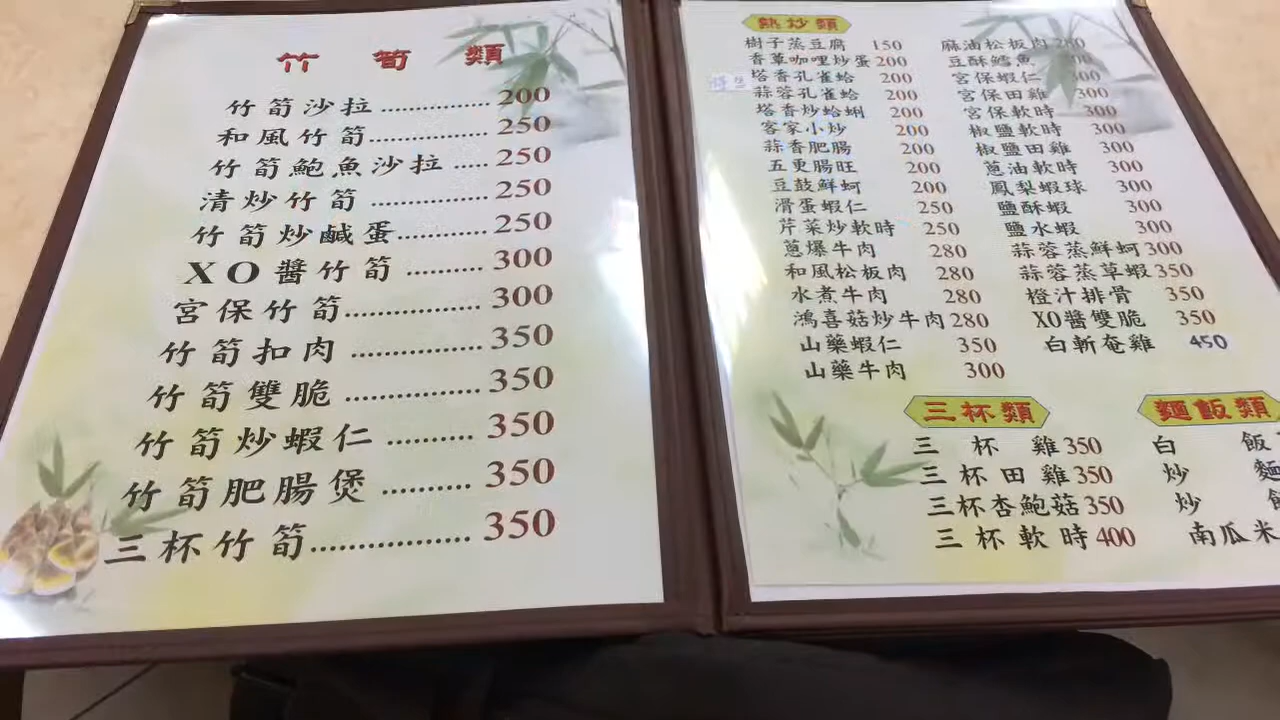 竹筍類
竹筍沙拉............... 200
和風竹筍................ 250
竹筍鮑魚沙拉 ..... 250
清炒竹筍 ................. 250
竹筍炒鹹蛋............. 250
XO醬竹筍 .......... 300
宮保竹筍.................. 300
竹筍扣肉 ................. 350
竹筍雙脆 .................. 350
竹筍炒蝦仁 ........... 350
竹筍肥腸煲 ........... 350
三杯竹筍..................... 350
熱炒類
樹子蒸豆腐 150
香草咖哩炒蛋 200
塔香孔雀蛤 200
蒜蓉孔雀蛤 200
塔香炒蛤蜊 200
客家小炒 200
蒜香肥腸 200
五更腸旺 200
豆鼓鮮蚵 200
滑蛋蝦仁 250
芹菜炒軟時 250
蔥爆牛肉 280
和風松板肉 280
水煮牛肉 280
鴻喜菇炒牛肉 280
山藥蝦仁 350
山藥牛肉 300
麻油松板肉 280
豆酥鱈魚 300
宮保蝦仁 300
宮保田雞 300
宮保軟時 300
椒鹽軟時 300
椒鹽田雞 300
蔥油軟時 300
鳳梨蝦球 300
鹽酥蝦 300
鹽水蝦 300
蒜蓉蒸鮮蚵 300
蒜蓉蒸草蝦 350
橙汁排骨 350
XO醬雙脆 350
白斬奄雞 450
三杯類
三杯雞 350
三杯田雞 350
三杯杏鮑菇 350
三杯軟時 400
麵飯類
白飯
炒麵
炒
南瓜米